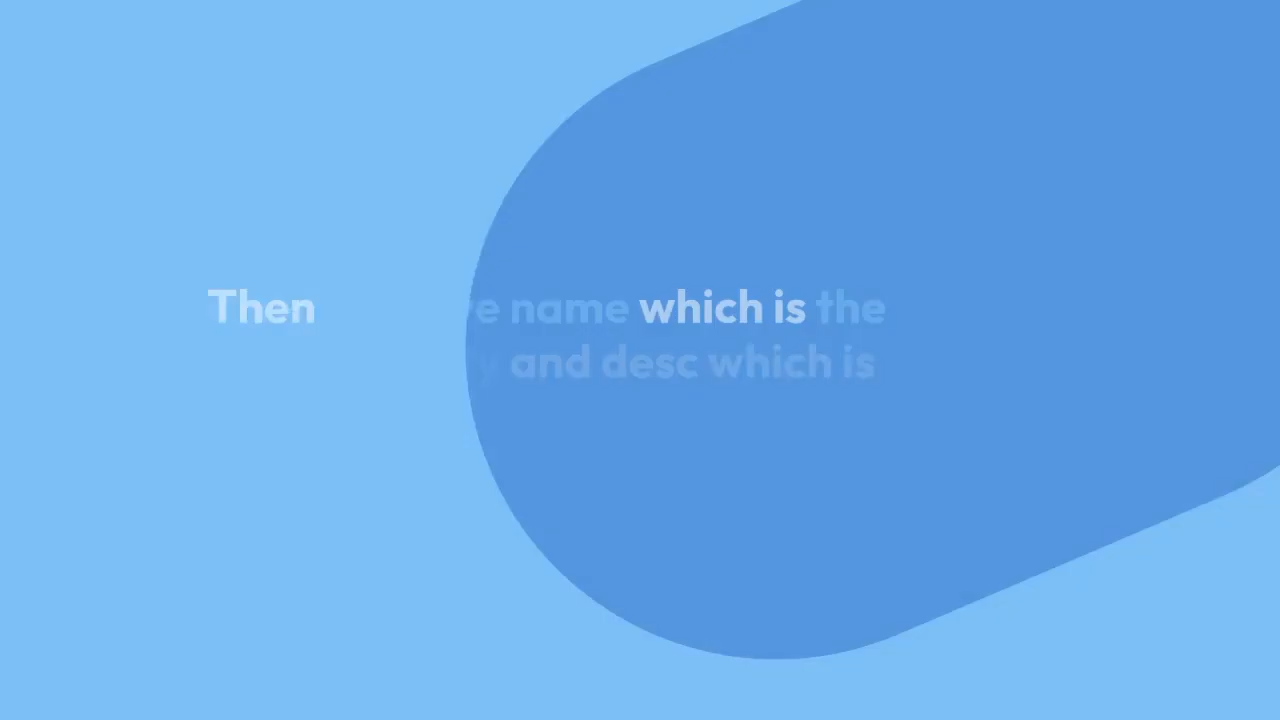 Then name which is the
and desc which is